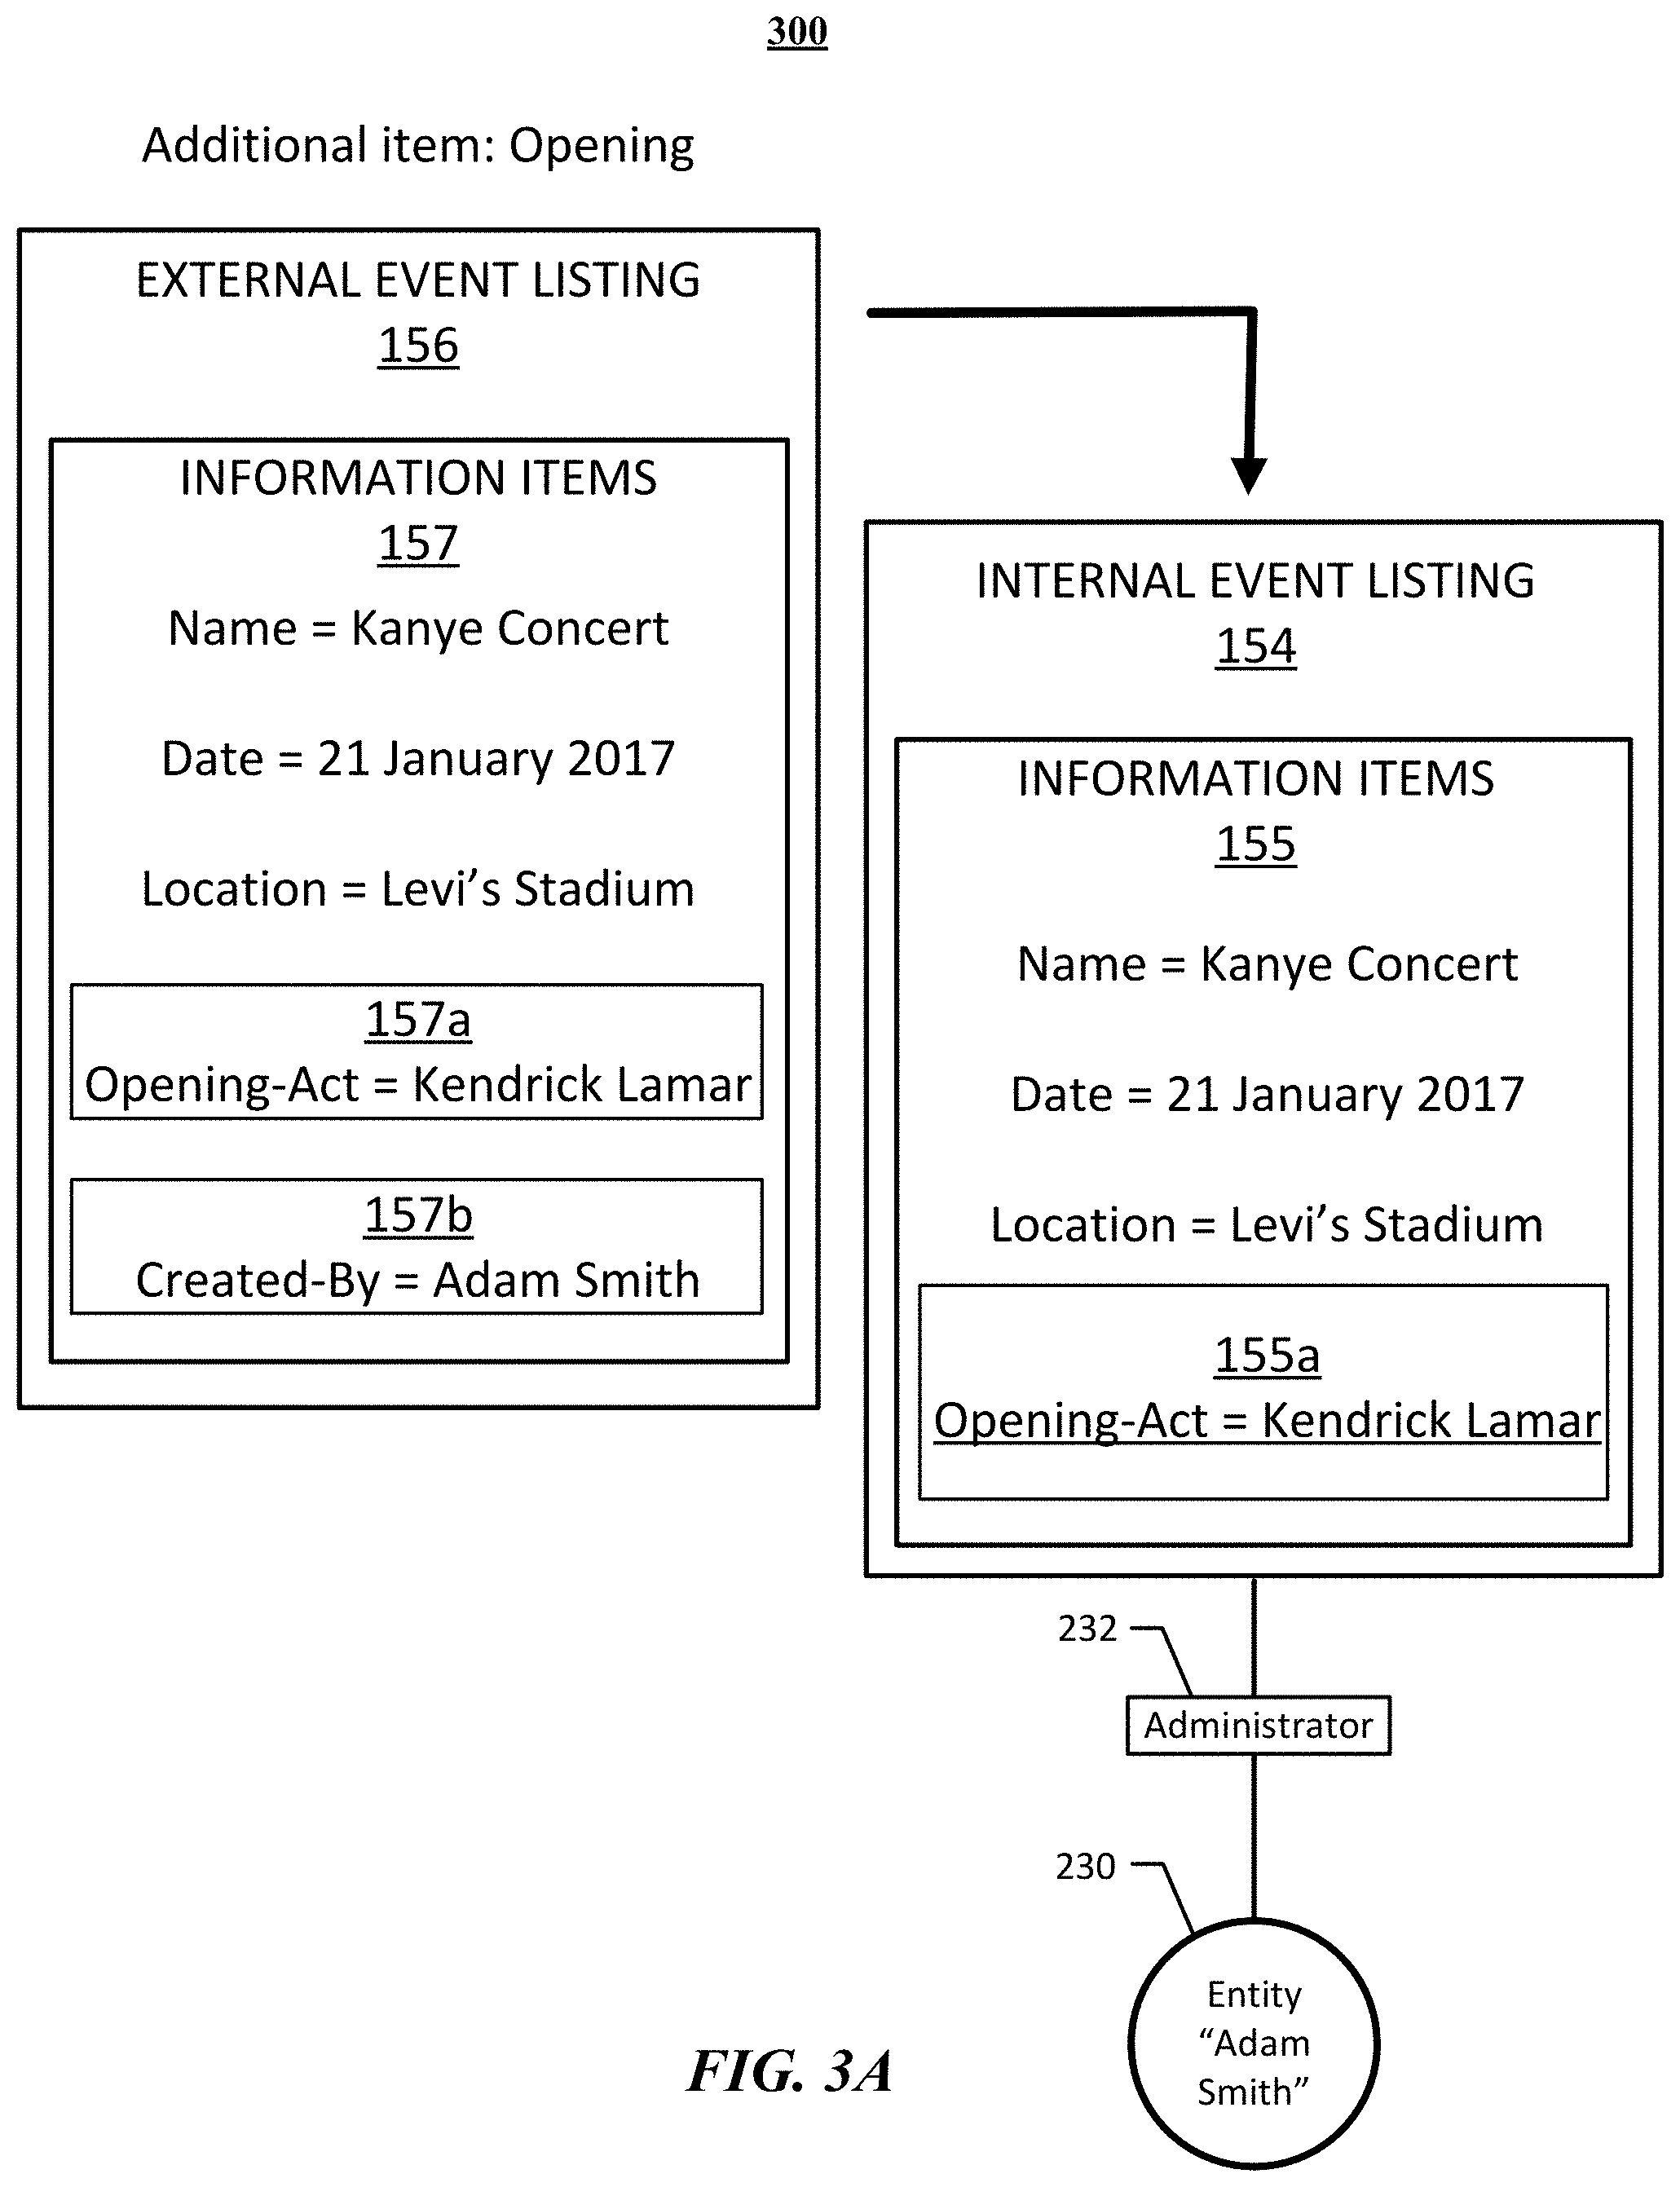 300
Additional item: Opening
EXTERNAL EVENT LISTING
156
INFORMATION ITEMS
157
Name = Kanye Concert
Date = 21 January 2017
Location = Levi’s Stadium
157a
Opening-Act = Kendrick Lamar
157b
Created-By = Adam Smith
INTERNAL EVENT LISTING
154
INFORMATION ITEMS
155
Name = Kanye Concert
Date = 21 January 2017
Location = Levi’s Stadium
155a
Opening-Act = Kendrick Lamar
232
Administrator
230
Entity
“Adam
Smith”
FIG. 3A